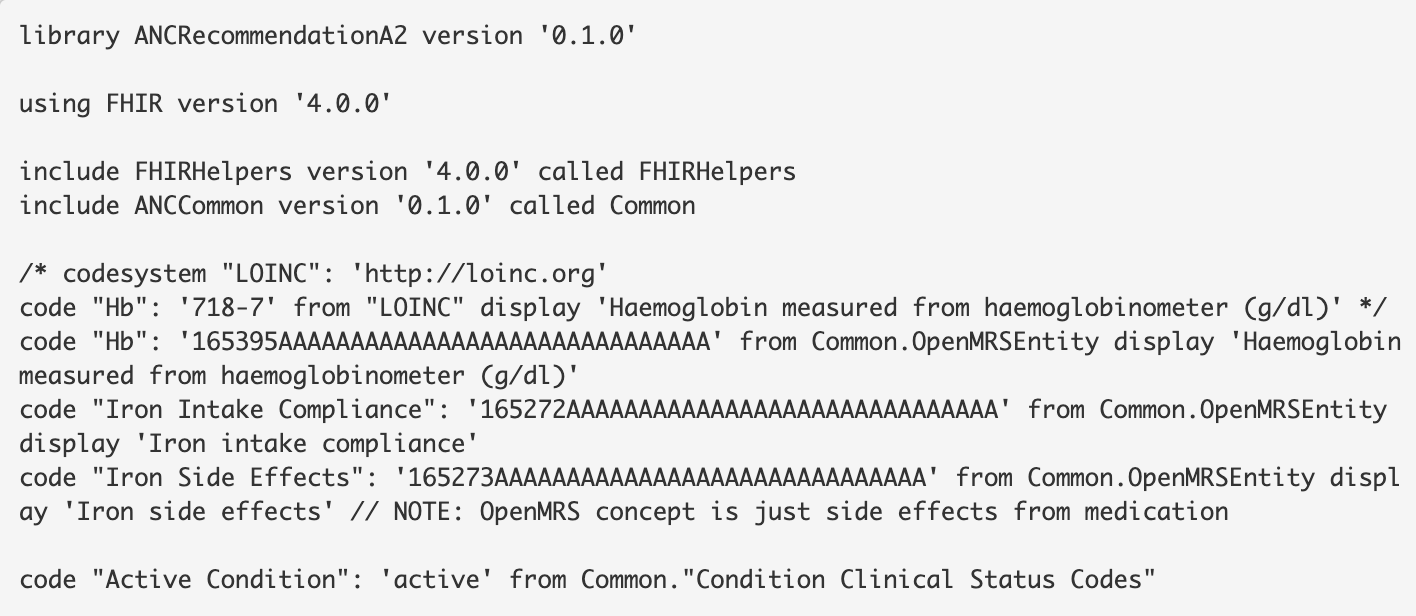 library ANCRecommendationA2 version '0.1.0'
using FHIR version '4.0.0'
include FHIRHelpers version '4.0.0' called FHIRHelpers
include ANCCommon version '0.1.0' called Common
/* codesystem "LOINC": 'http://loinc.org'
code "Hb": '718-7' from "LOINC" display 'Haemoglobin measured from haemoglobinometer (g/dl)' */
code "Hb": '165395AAAAAAAAAAAAAAAAAAAAAAAAAAAAAA' from Common.OpenMRSEntity display 'Haemoglobin
measured from haemoglobinometer (g/dl)'
code "Iron Intake Compliance": '165272AAAAAAAAAAAAAAAAAAAAAAAAAAAAAA' from Common.OpenMRSEntity
display 'Iron intake compliance'
code "Iron Side Effects": '165273AAAAAAAAAAAAAAAAAAAAAAAAAAAAAA' from Common.OpenMRSEntity displ
ay 'Iron side effects' // NOTE: OpenMRS concept is just side effects from medication
code "Active Condition": 'active' from Common."Condition Clinical Status Codes"